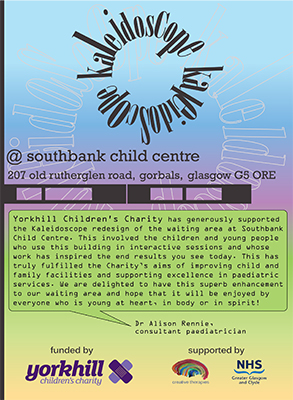 kaleidosCope kaleidosCope
@ southbank child centre
207 old rutherglen road, gorbals, glasgow G5 ORE
Yorkhill Children's Charity has generously supported
the Kaleidoscope redesign of the waiting area at Southbank
Child Centre. This involved the children and young people
who use this building in interactive sessions and whose
work has inspired the end results you see today. This has
truly fulfilled the Charity's aims of improving child and
family facilities and supporting excellence in paediatric
services. We are delighted to have this superb enhancement
to our waiting area and hope that it will be enjoyed by
everyone who is young at heart, in body or in spirit!
Dr Alison Rennie,
consultant paediatrician
funded by
yorkhill
children's charity
supported by
creative therapies
NHS
Greater Glasgow
and Clyde